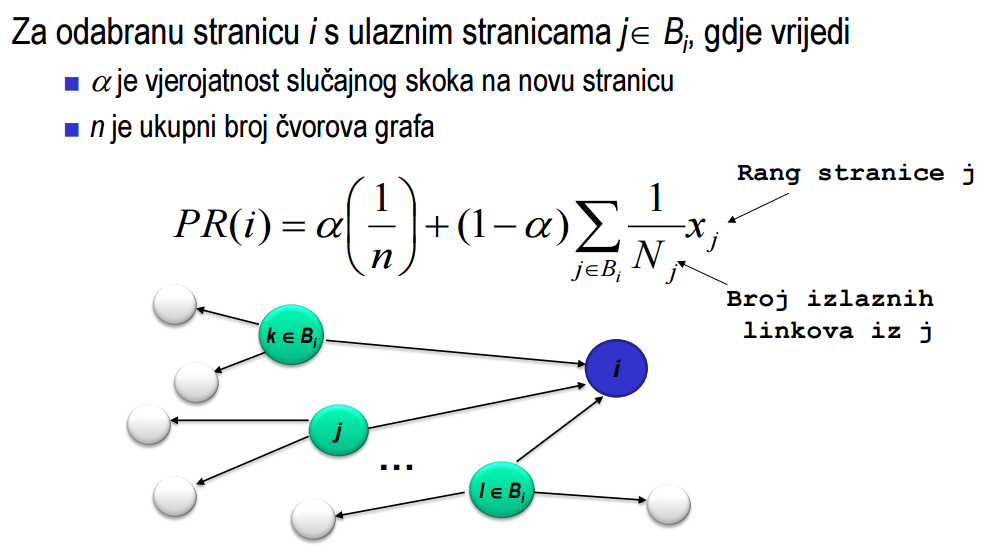 Za odabranu stranicu i s ulaznim stranicama j∈ Bᵢ, gdje vrijedi
α je vjerojatnost slučajnog skoka na novu stranicu
n je ukupni broj čvorova grafa
Rang stranice j
PR(i) = α(1/n) + (1 − α) ∑_{j∈Bᵢ} 1/Nⱼ xⱼ
Broj izlaznih
linkova iz j
k ∈ Bᵢ
i
j
...
l ∈ Bᵢ